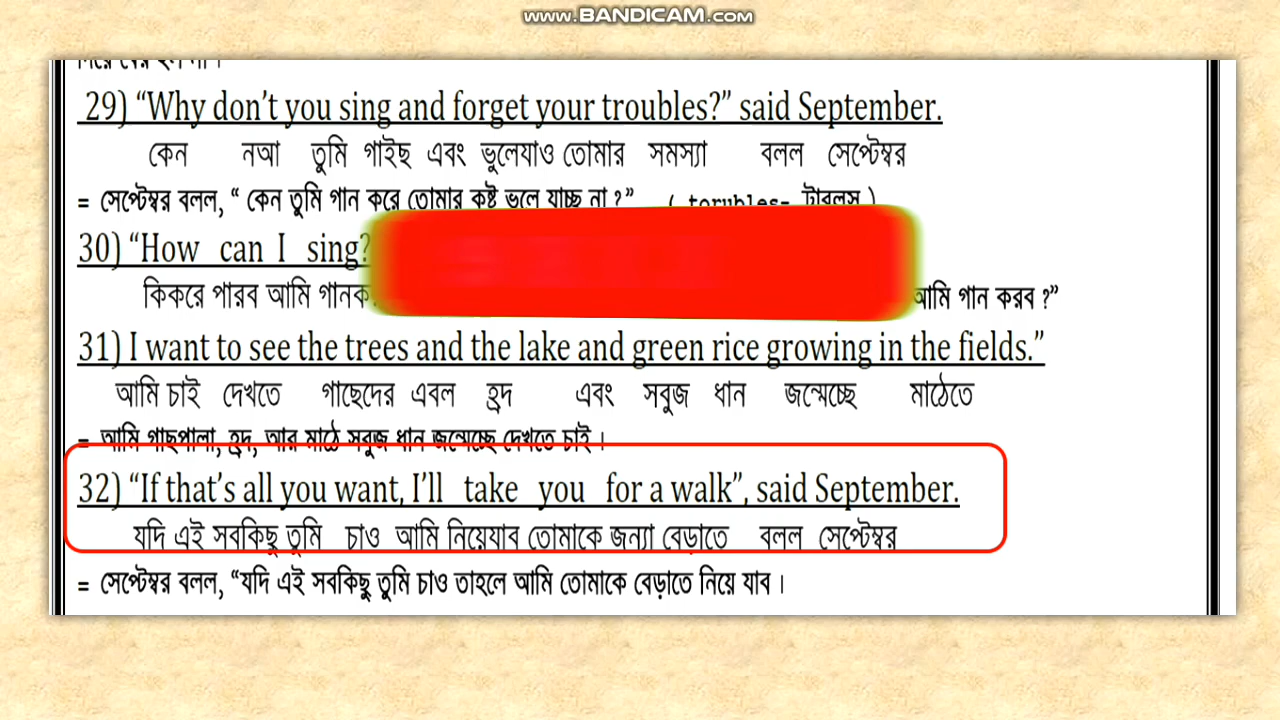 www.BANDICAM.com
29) “Why don’t you sing and forget your troubles?” said September.
কেন নআ তুমি গাইছ এবং ভুলেযাও তোমার সমস্যা বলল সেপ্টেম্বর
= সেপ্টেম্বর বলল, “ কেন তুমি গান করে তোমার কষ্ট ভলে যাচ্ছ না ?” ( torubles- টাবলস )
30) “How can I sing?
কিকরে পারব আমি গানক আমি গান করব ?”
31) I want to see the trees and the lake and green rice growing in the fields.”
আমি চাই দেখতে গাছেদের এবল হ্রদ এবং সবুজ ধান জন্মেচ্ছে মাঠেতে
= আমি গাছপালা, হ্রদ, আর মাঠে সবুজ ধান জন্মেচ্ছে দেখতে চাই ।
32) “If that’s all you want, I’ll take you for a walk”, said September.
যদি এই সবকিছু তুমি চাও আমি নিয়েযাব তোমাকে জন্যা বেড়াতে বলল সেপ্টেম্বর
= সেপ্টেম্বর বলল, “যদি এই সবকিছু তুমি চাও তাহলে আমি তোমাকে বেড়াতে নিয়ে যাব ।